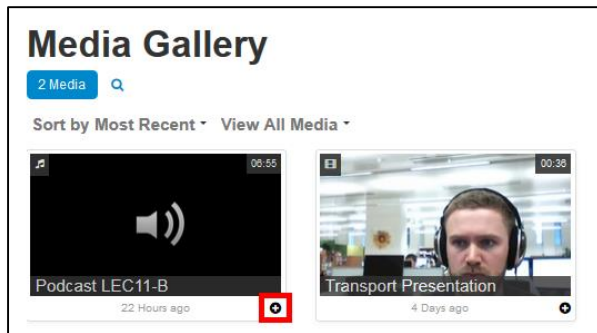 Media Gallery
2 Media
Sort by Most Recent View All Media
06:55 00:36
Podcast LEC11-B Transport Presentation
22 Hours ago 4 Days ago